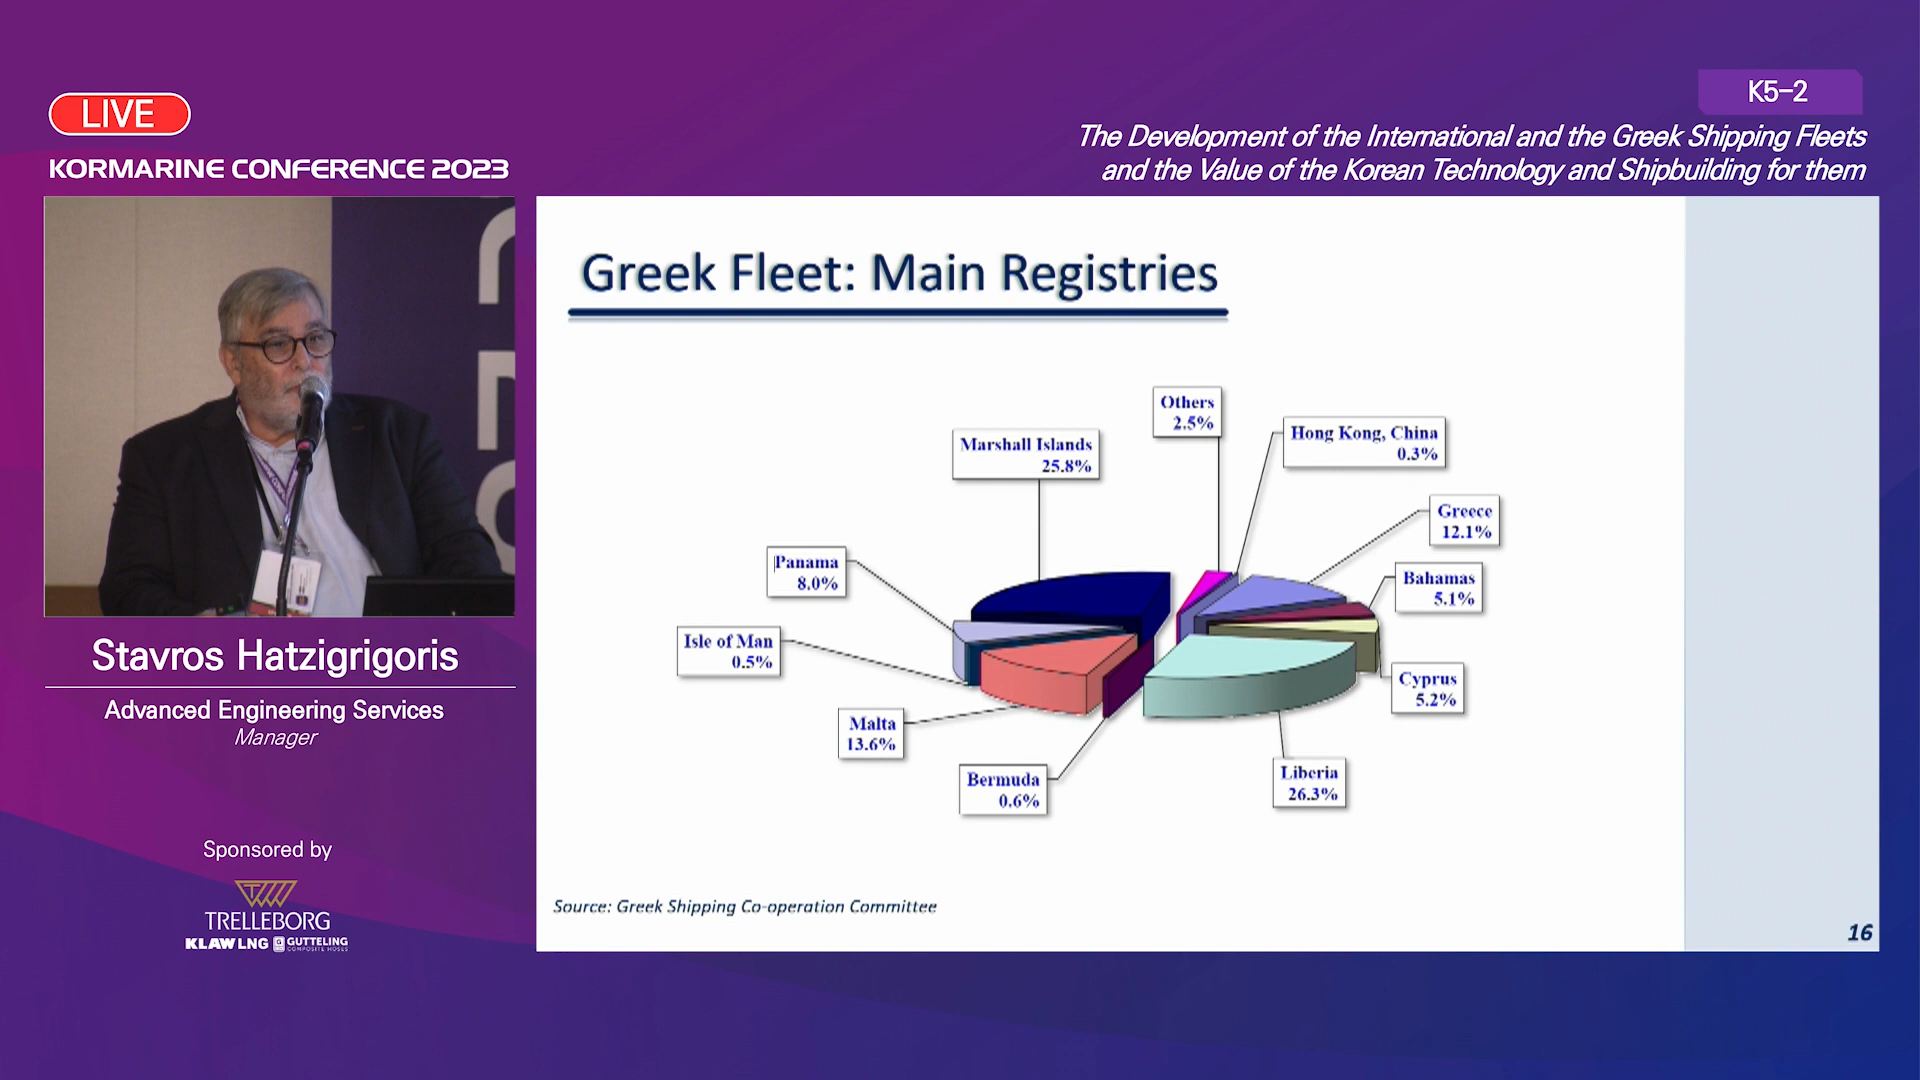 LIVE
KORMARINE CONFERENCE 2023
K5-2
The Development of the International and the Greek Shipping Fleets
and the Value of the Korean Technology and Shipbuilding for them
Stavros Hatzigrigoris
Advanced Engineering Services
Manager
Sponsored by
TRELLEBORG
KLAW LNG GUTTELING
COMPOSITE HOSES
Greek Fleet: Main Registries
Others
2.5%
Hong Kong, China
0.3%
Marshall Islands
25.8%
Greece
12.1%
Panama
8.0%
Bahamas
5.1%
Isle of Man
0.5%
Cyprus
5.2%
Malta
13.6%
Bermuda
0.6%
Liberia
26.3%
Source: Greek Shipping Co-operation Committee
16